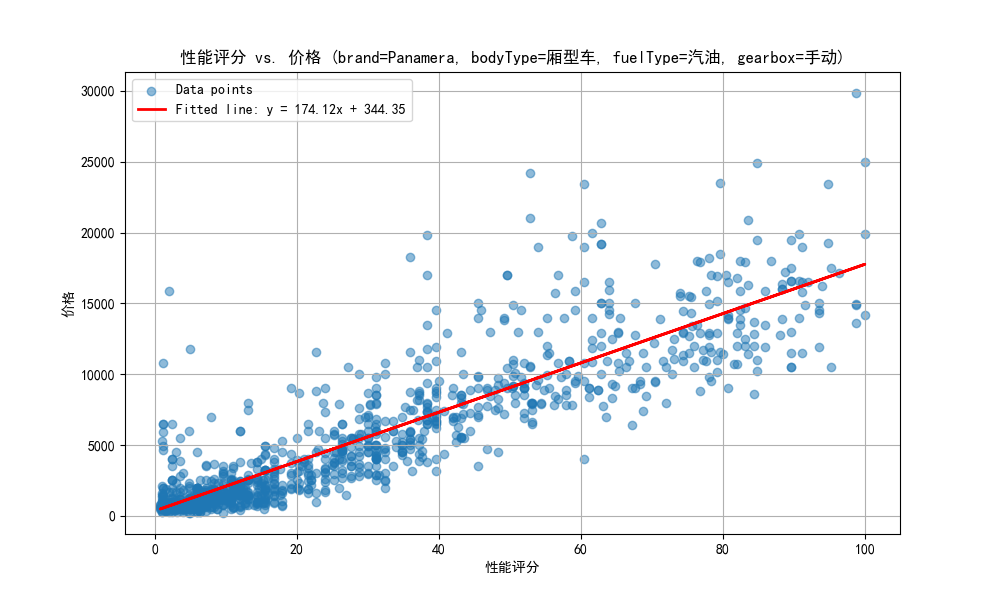 性能评分 vs. 价格 (brand=Panamera, bodyType=厢型车, fuelType=汽油, gearbox=手动)
Data points
Fitted line: y = 174.12x + 344.35
30000
25000
20000
15000
10000
5000
0
价格
0 20 40 60 80 100
性能评分